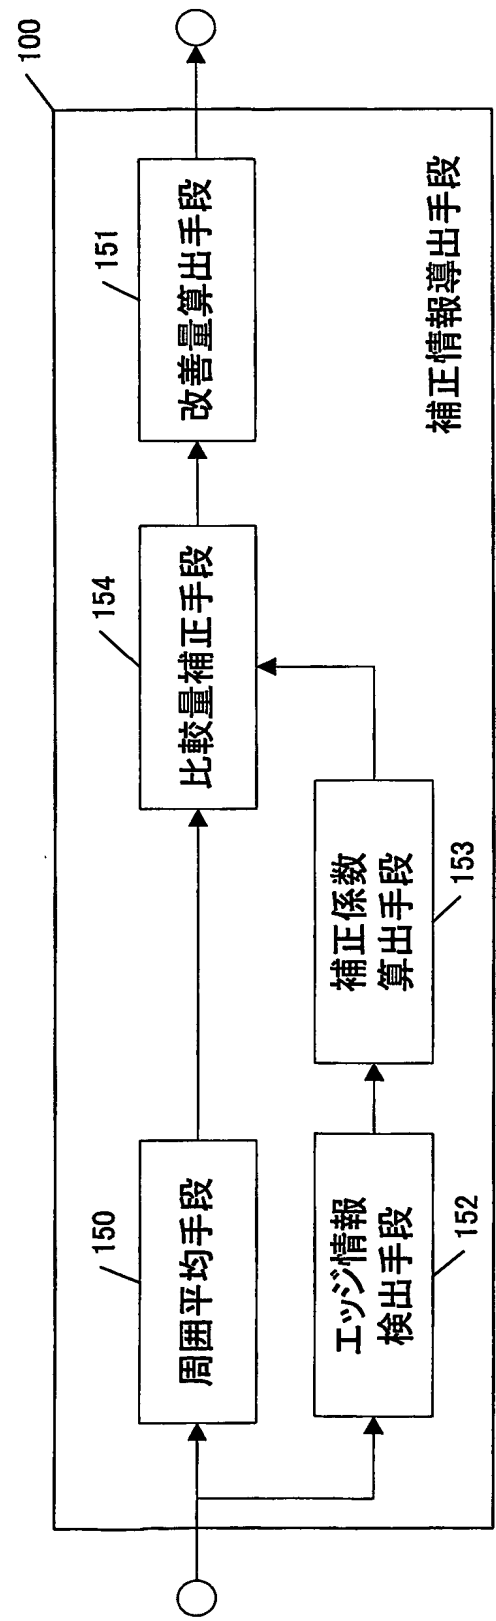 100
150
周囲平均手段
154
比較量補正手段
151
改善量算出手段
エッジ情報
検出手段
152
補正係数
算出手段
153
補正情報導出手段